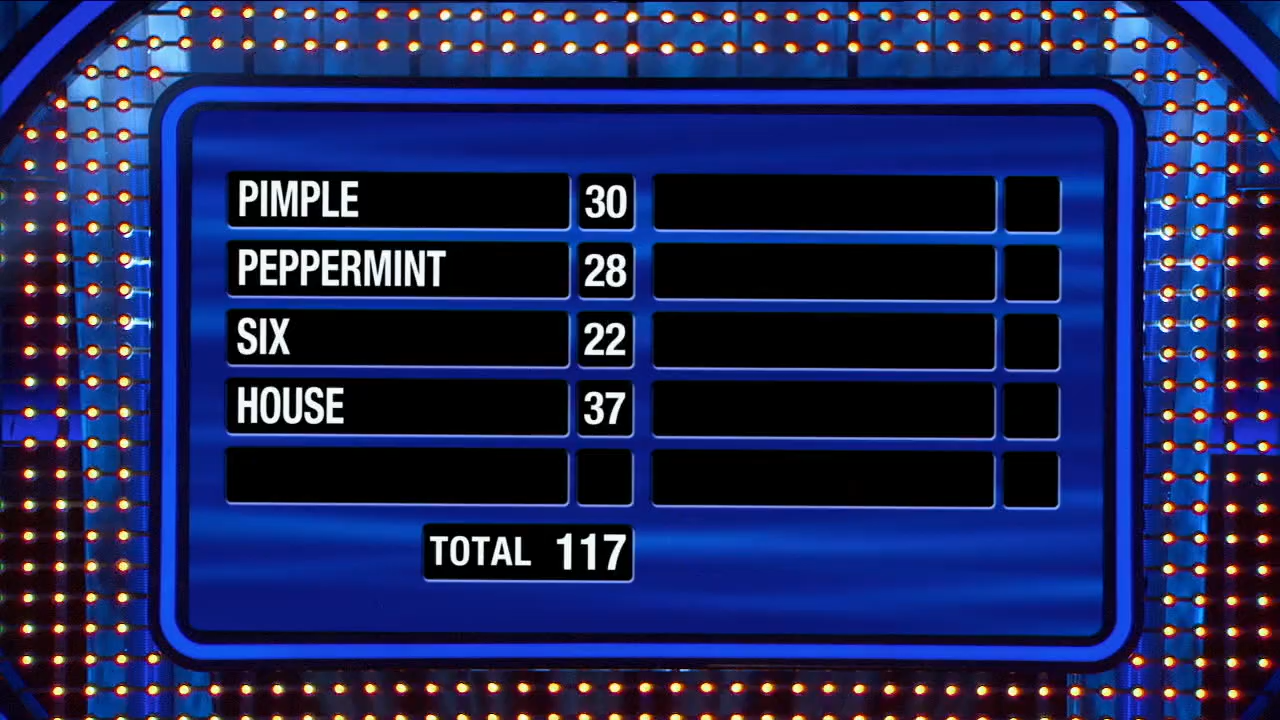 PIMPLE 30
PEPPERMINT 28
SIX 22
HOUSE 37
TOTAL 117